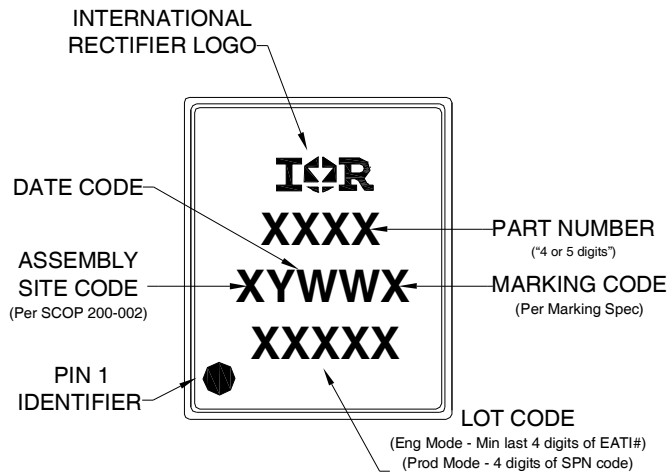 INTERNATIONAL
RECTIFIER LOGO
IOR
DATE CODE
XXXX
PART NUMBER
("4 or 5 digits")
ASSEMBLY
SITE CODE
(Per SCOP 200-002)
XYWWX
MARKING CODE
(Per Marking Spec)
XXXXX
PIN 1
IDENTIFIER
LOT CODE
(Eng Mode - Min last 4 digits of EATI#)
(Prod Mode - 4 digits of SPN code)